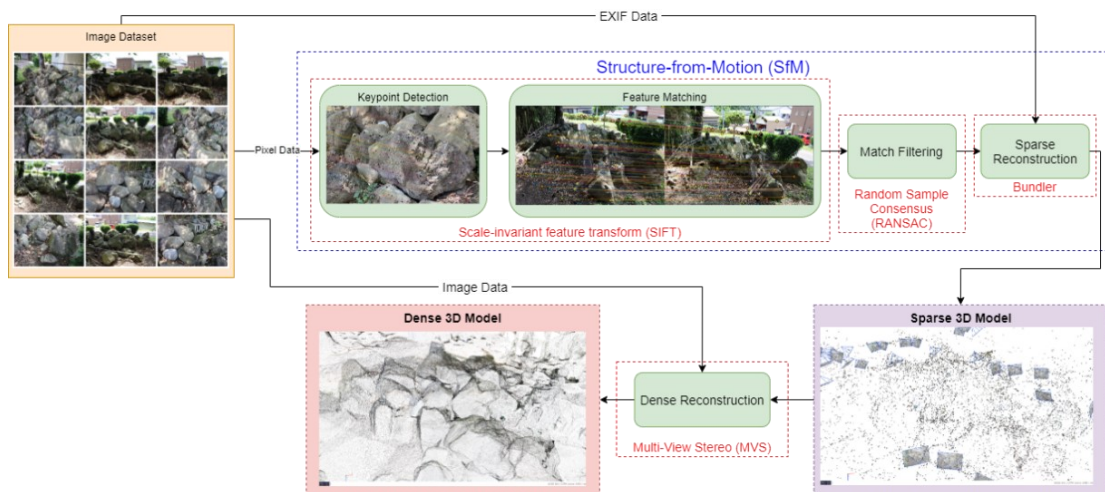 EXIF Data
Image Dataset
Structure-from-Motion (SfM)
Keypoint Detection
Feature Matching
Pixel Data
Match Filtering
Sparse
Reconstruction
Bundler
Random Sample
Consensus
(RANSAC)
Scale-invariant feature transform (SIFT)
Image Data
Dense 3D Model
Sparse 3D Model
Dense Reconstruction
Multi-View Stereo (MVS)